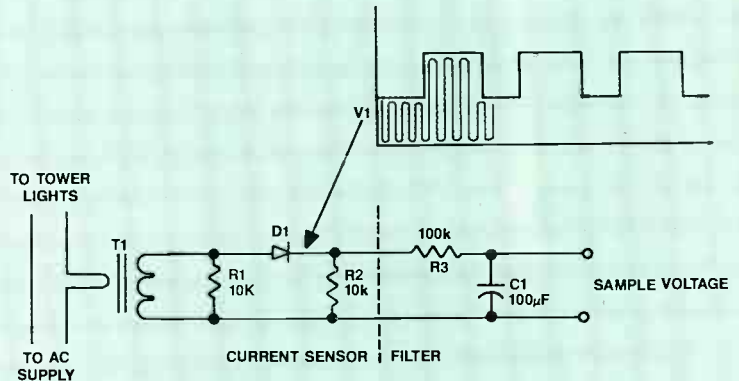 V1
TO TOWER
LIGHTS
T1
R1
10K
D1
R2
10k
100k
R3
C1
100μF
SAMPLE VOLTAGE
TO AC
SUPPLY
CURRENT SENSOR
FILTER